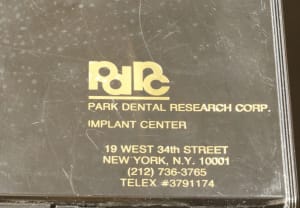 PdRc
PARK DENTAL RESEARCH CORP.
IMPLANT CENTER
19 WEST 34th STREET
NEW YORK, N.Y. 10001
(212) 736-3765
TELEX #3791174